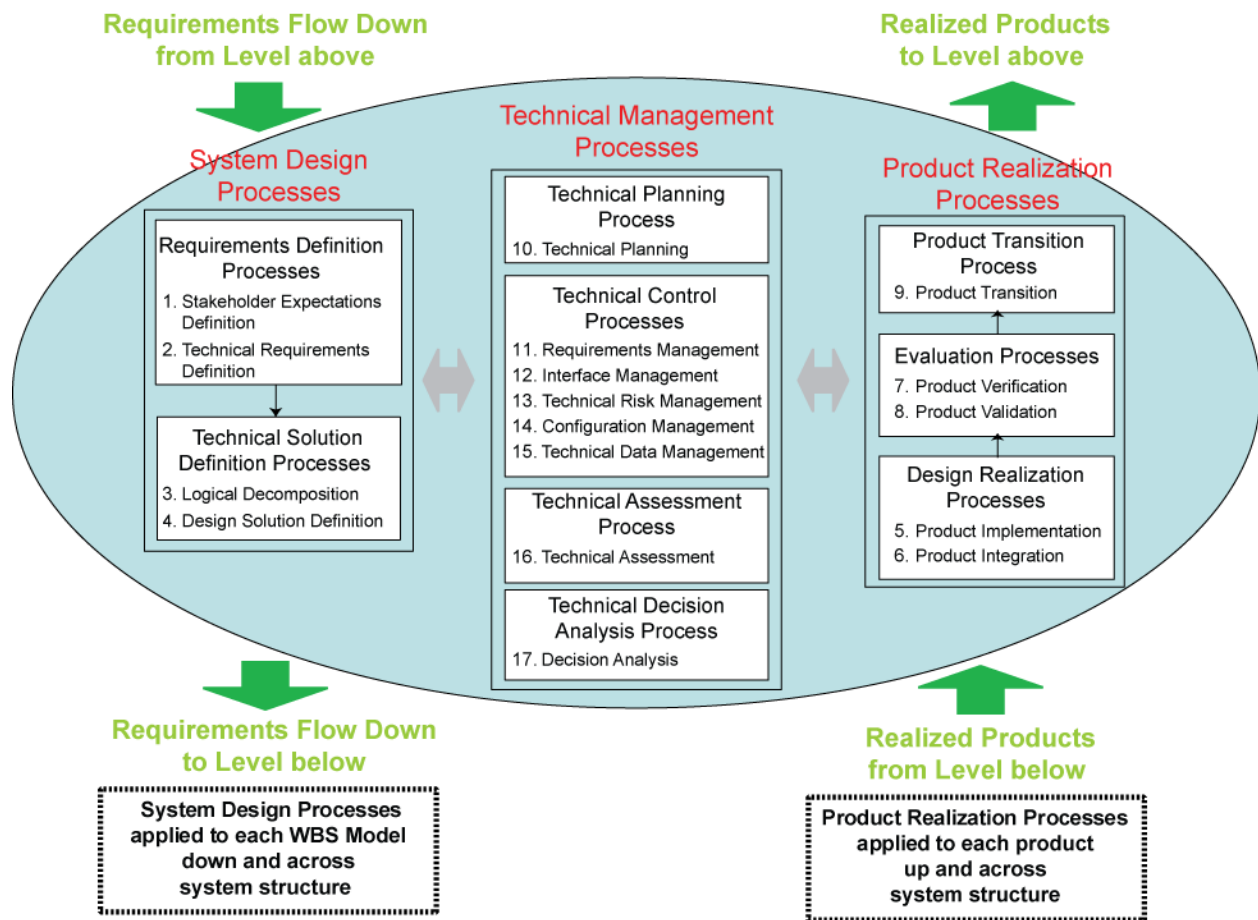 Requirements Flow Down
from Level above
Realized Products
to Level above
System Design
Processes
Requirements Definition
Processes
1. Stakeholder Expectations
Definition
2. Technical Requirements
Definition
Technical Solution
Definition Processes
3. Logical Decomposition
4. Design Solution Definition
Technical Management
Processes
Technical Planning
Process
10. Technical Planning
Technical Control
Processes
11. Requirements Management
12. Interface Management
13. Technical Risk Management
14. Configuration Management
15. Technical Data Management
Technical Assessment
Process
16. Technical Assessment
Technical Decision
Analysis Process
17. Decision Analysis
Product Realization
Processes
Product Transition
Process
9. Product Transition
Evaluation Processes
7. Product Verification
8. Product Validation
Design Realization
Processes
5. Product Implementation
6. Product Integration
Requirements Flow Down
to Level below
System Design Processes
applied to each WBS Model
down and across
system structure
Realized Products
from Level below
Product Realization Processes
applied to each product
up and across
system structure